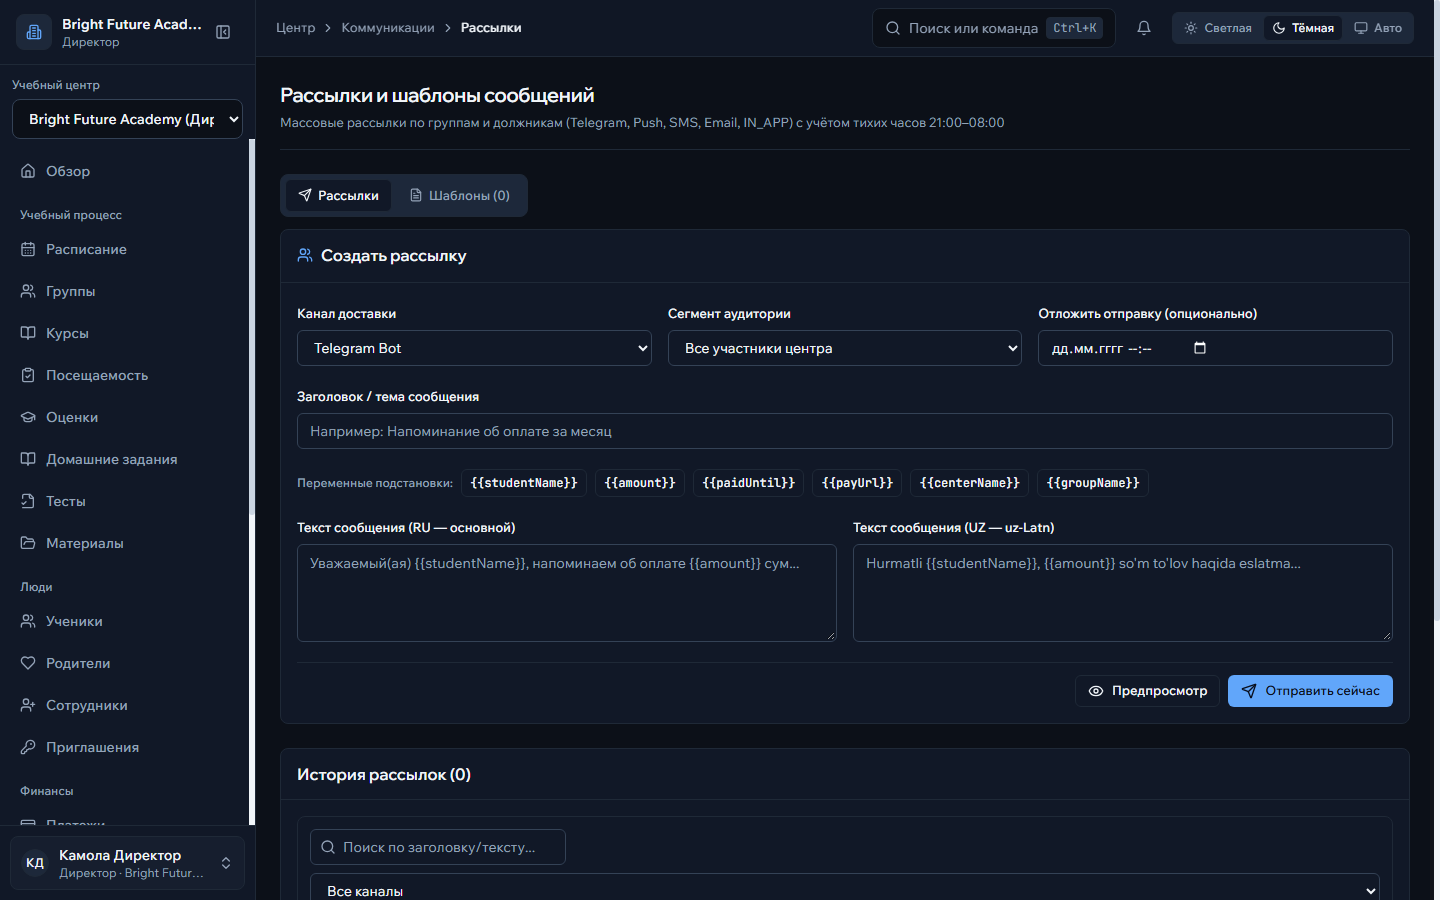 Bright Future Acad...
Директор
Учебный центр
Bright Future Academy (Дир
Обзор
Учебный процесс
Расписание
Группы
Курсы
Посещаемость
Оценки
Домашние задания
Тесты
Материалы
Люди
Ученики
Родители
Сотрудники
Приглашения
Финансы
Платежи
КД
Камола Директор
Директор · Bright Futur...
Центр > Коммуникации > Рассылки
Поиск или команда Ctrl+K
Светлая Тёмная Авто
Рассылки и шаблоны сообщений
Массовые рассылки по группам и должникам (Telegram, Push, SMS, Email, IN_APP) с учётом тихих часов 21:00–08:00
Рассылки Шаблоны (0)
Создать рассылку
Канал доставки Сегмент аудитории Отложить отправку (опционально)
Telegram Bot Все участники центра дд.мм.гггг --:--
Заголовок / тема сообщения
Например: Напоминание об оплате за месяц
Переменные подстановки: {{studentName}} {{amount}} {{paidUntil}} {{payUrl}} {{centerName}} {{groupName}}
Текст сообщения (RU — основной) Текст сообщения (UZ — uz-Latn)
Уважаемый(ая) {{studentName}}, напоминаем об оплате {{amount}} сум... Hurmatli {{studentName}}, {{amount}} so'm to'lov haqida eslatma...
Предпросмотр Отправить сейчас
История рассылок (0)
Поиск по заголовку/тексту...
Все каналы